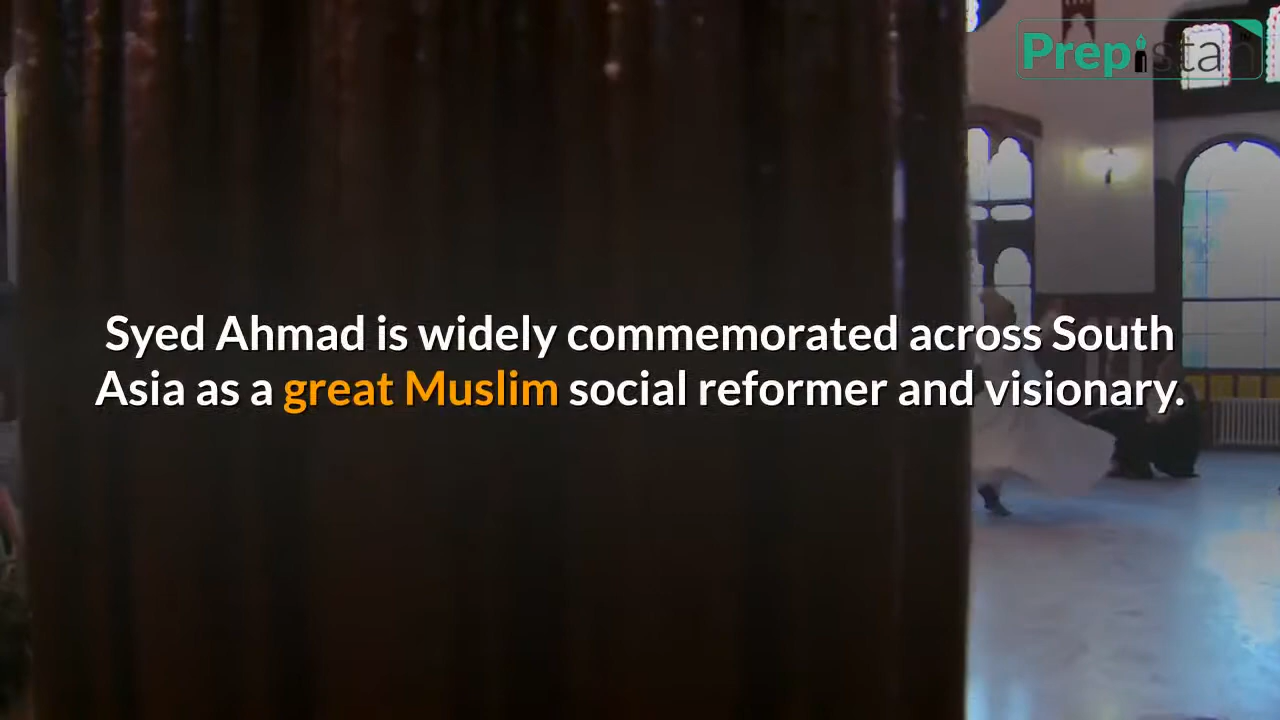 Prepistan
Syed Ahmad is widely commemorated across South
Asia as a great Muslim social reformer and visionary.